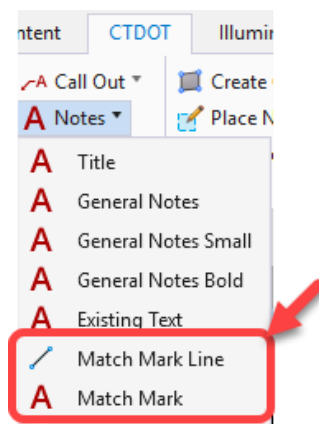 ntent CTDOT Illumin
A Call Out
Create
A Notes
Place N
A Title
A General Notes
A General Notes Small
A General Notes Bold
A Existing Text
Match Mark Line
A Match Mark